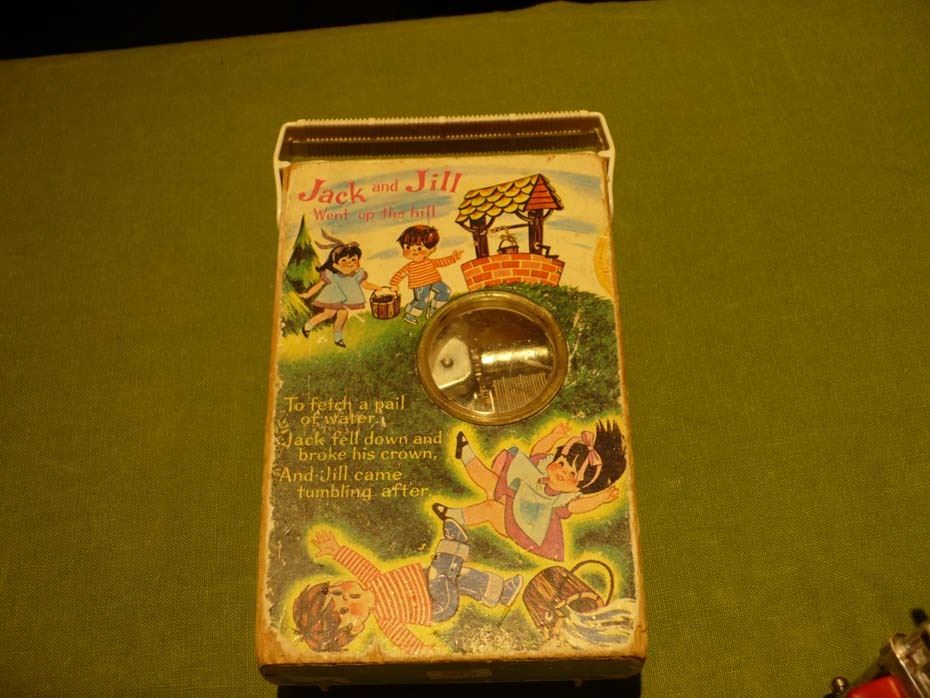 Jack and Jill
Went up the hill
To fetch a pail
of water,
Jack fell down and
broke his crown,
And Jill came
tumbling after.